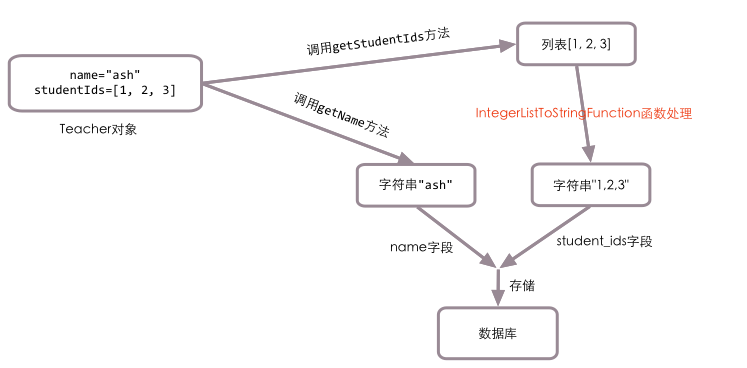 调用getStudentIds方法
列表[1, 2, 3]
name="ash"
studentIds=[1, 2, 3]
Teacher对象
调用getName方法
IntegerListToStringFunction函数处理
字符串"ash"
字符串"1,2,3"
name字段
student_ids字段
存储
数据库